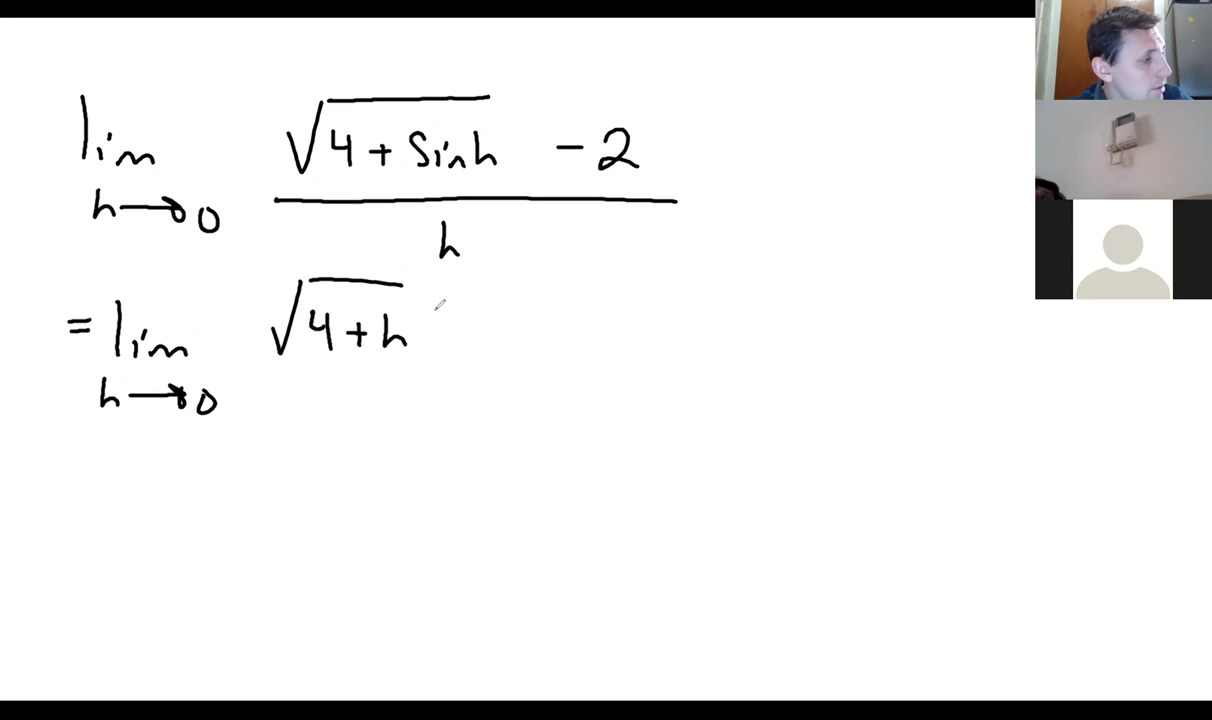 lim √(4 + Sin h) - 2
h → 0 h
= lim √(4 + h)
h → 0